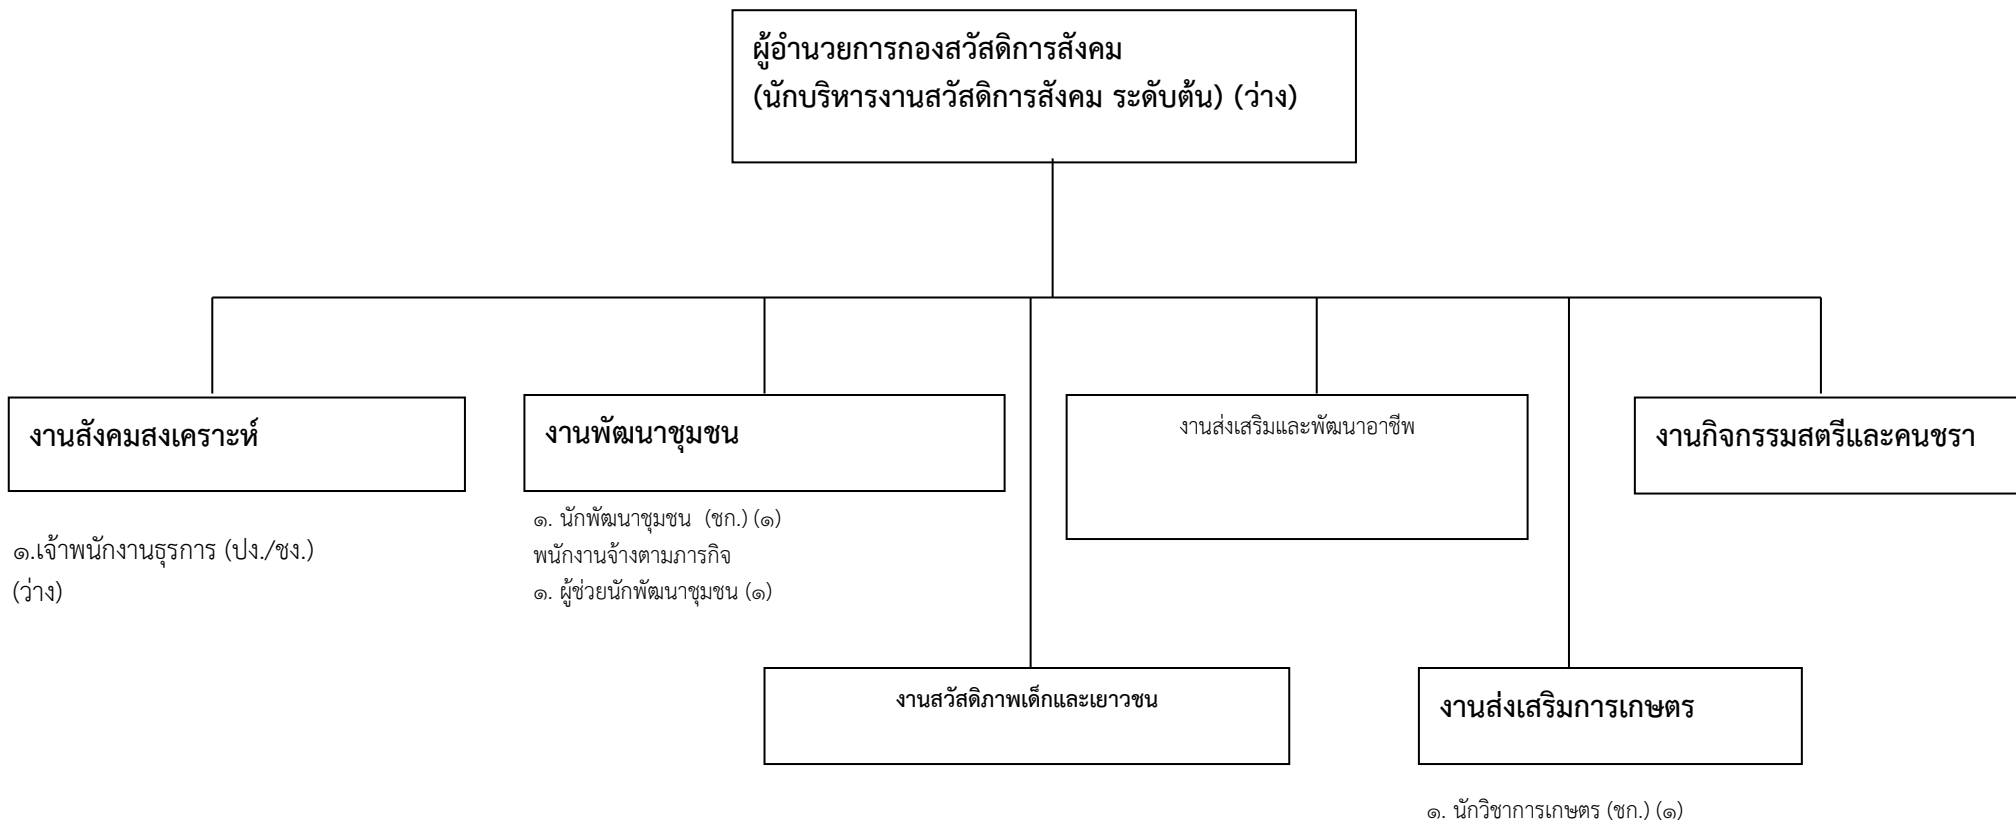 ผู้อำนวยการกองสวัสดิการสังคม
(นักบริหารงานสวัสดิการสังคม ระดับต้น) (ว่าง)
งานสังคมสงเคราะห์
๑.เจ้าพนักงานธุรการ (ปง./ชง.)
(ว่าง)
งานพัฒนาชุมชน
๑. นักพัฒนาชุมชน (ชก.) (๑)
พนักงานจ้างตามภารกิจ
๑. ผู้ช่วยนักพัฒนาชุมชน (๑)
งานส่งเสริมและพัฒนาอาชีพ
งานกิจกรรมสตรีและคนชรา
งานสวัสดิภาพเด็กและเยาวชน
งานส่งเสริมการเกษตร
๑. นักวิชาการเกษตร (ชก.) (๑)